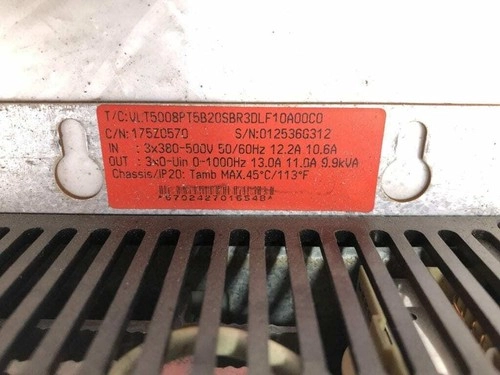 T/C:VLT5008PT5B20SBR3DLF10A00C0
C/N:175Z0570 S/N:012536G312
IN : 3x380-500V 50/60Hz 12.2A 10.6A
OUT : 3x0-Uin 0-1000Hz 13.0A 11.0A 9.9kVA
Chassis/IP20: Tamb MAX.45°C/113°F
*6702427016548*